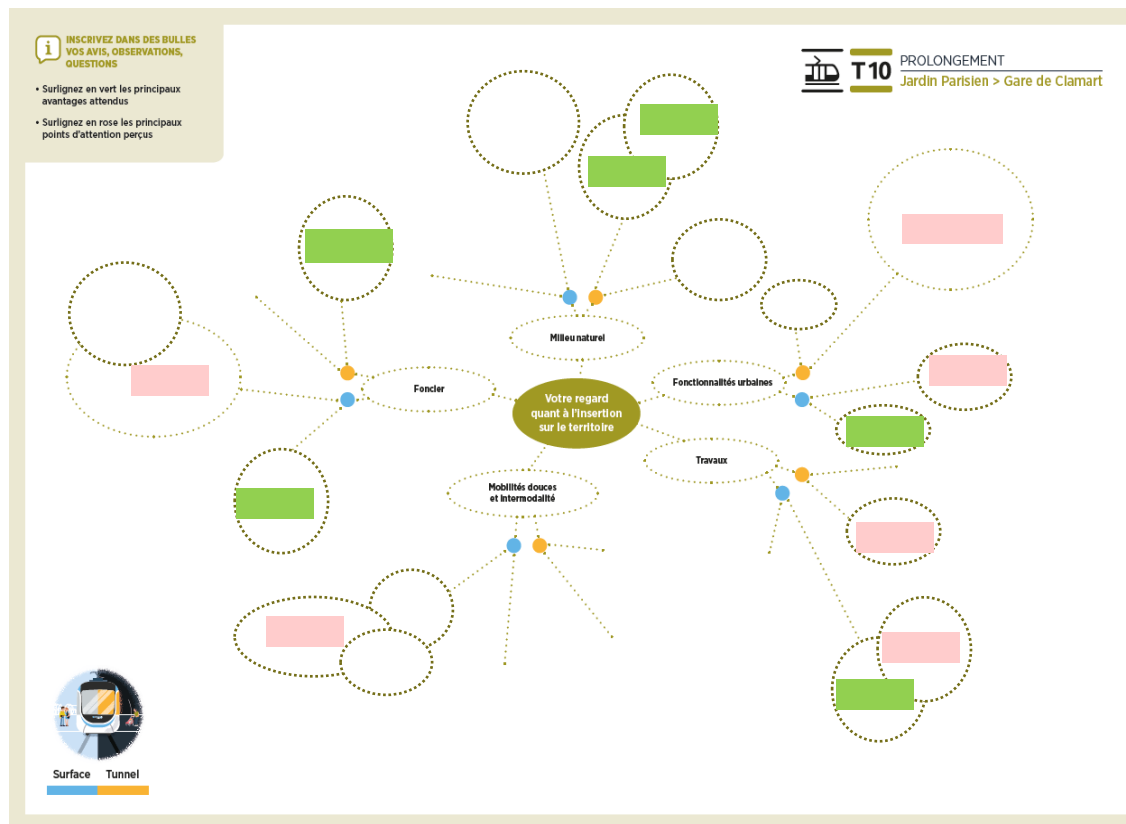 i
INSCRIVEZ DANS DES BULLES
VOS AVIS, OBSERVATIONS,
QUESTIONS
• Surlignez en vert les principaux
avantages attendus
• Surlignez en rose les principaux
points d'attention perçus
T10
PROLONGEMENT
Jardin Parisien > Gare de Clamart
Milieu naturel
Foncier
Fonctionnalités urbaines
Votre regard
quant à l'insertion
sur le territoire
Travaux
Mobilités douces
et intermodalité
Surface Tunnel